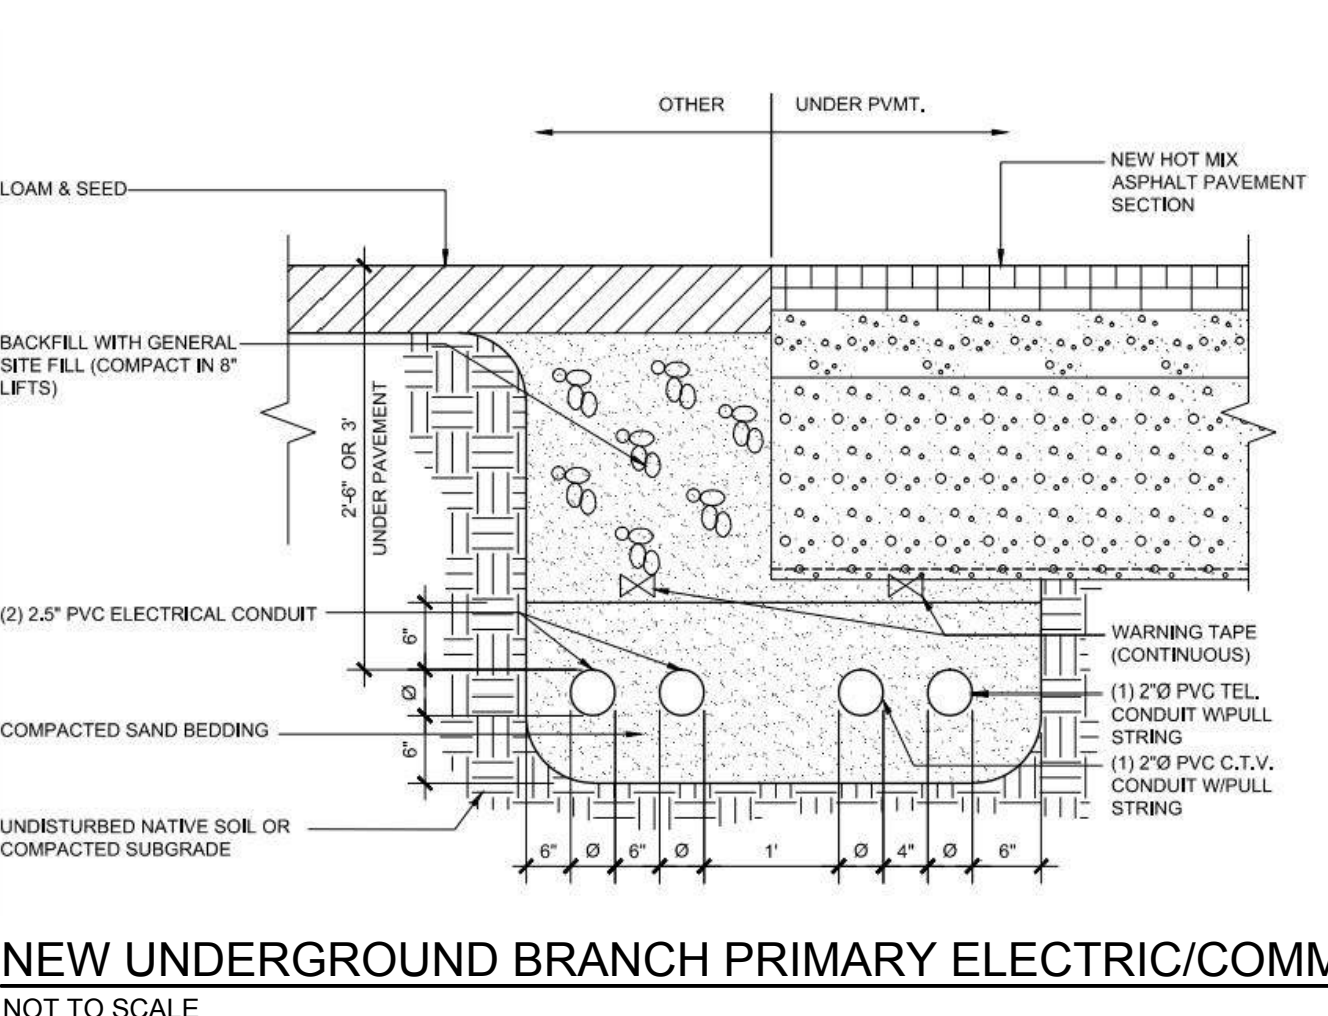 OTHER
UNDER PVMT.
NEW HOT MIX
ASPHALT PAVEMENT
SECTION
LOAM & SEED
BACKFILL WITH GENERAL
SITE FILL (COMPACT IN 8"
LIFTS)
2'-6" OR 3'
UNDER PAVEMENT
(2) 2.5" PVC ELECTRICAL CONDUIT
6"
Ø
6"
WARNING TAPE
(CONTINUOUS)
(1) 2"Ø PVC TEL.
CONDUIT W\PULL
STRING
(1) 2"Ø PVC C.T.V.
CONDUIT W/PULL
STRING
COMPACTED SAND BEDDING
UNDISTURBED NATIVE SOIL OR
COMPACTED SUBGRADE
6" Ø 6" Ø 1' Ø 4" Ø 6"
NEW UNDERGROUND BRANCH PRIMARY ELECTRIC/COMM
NOT TO SCALE